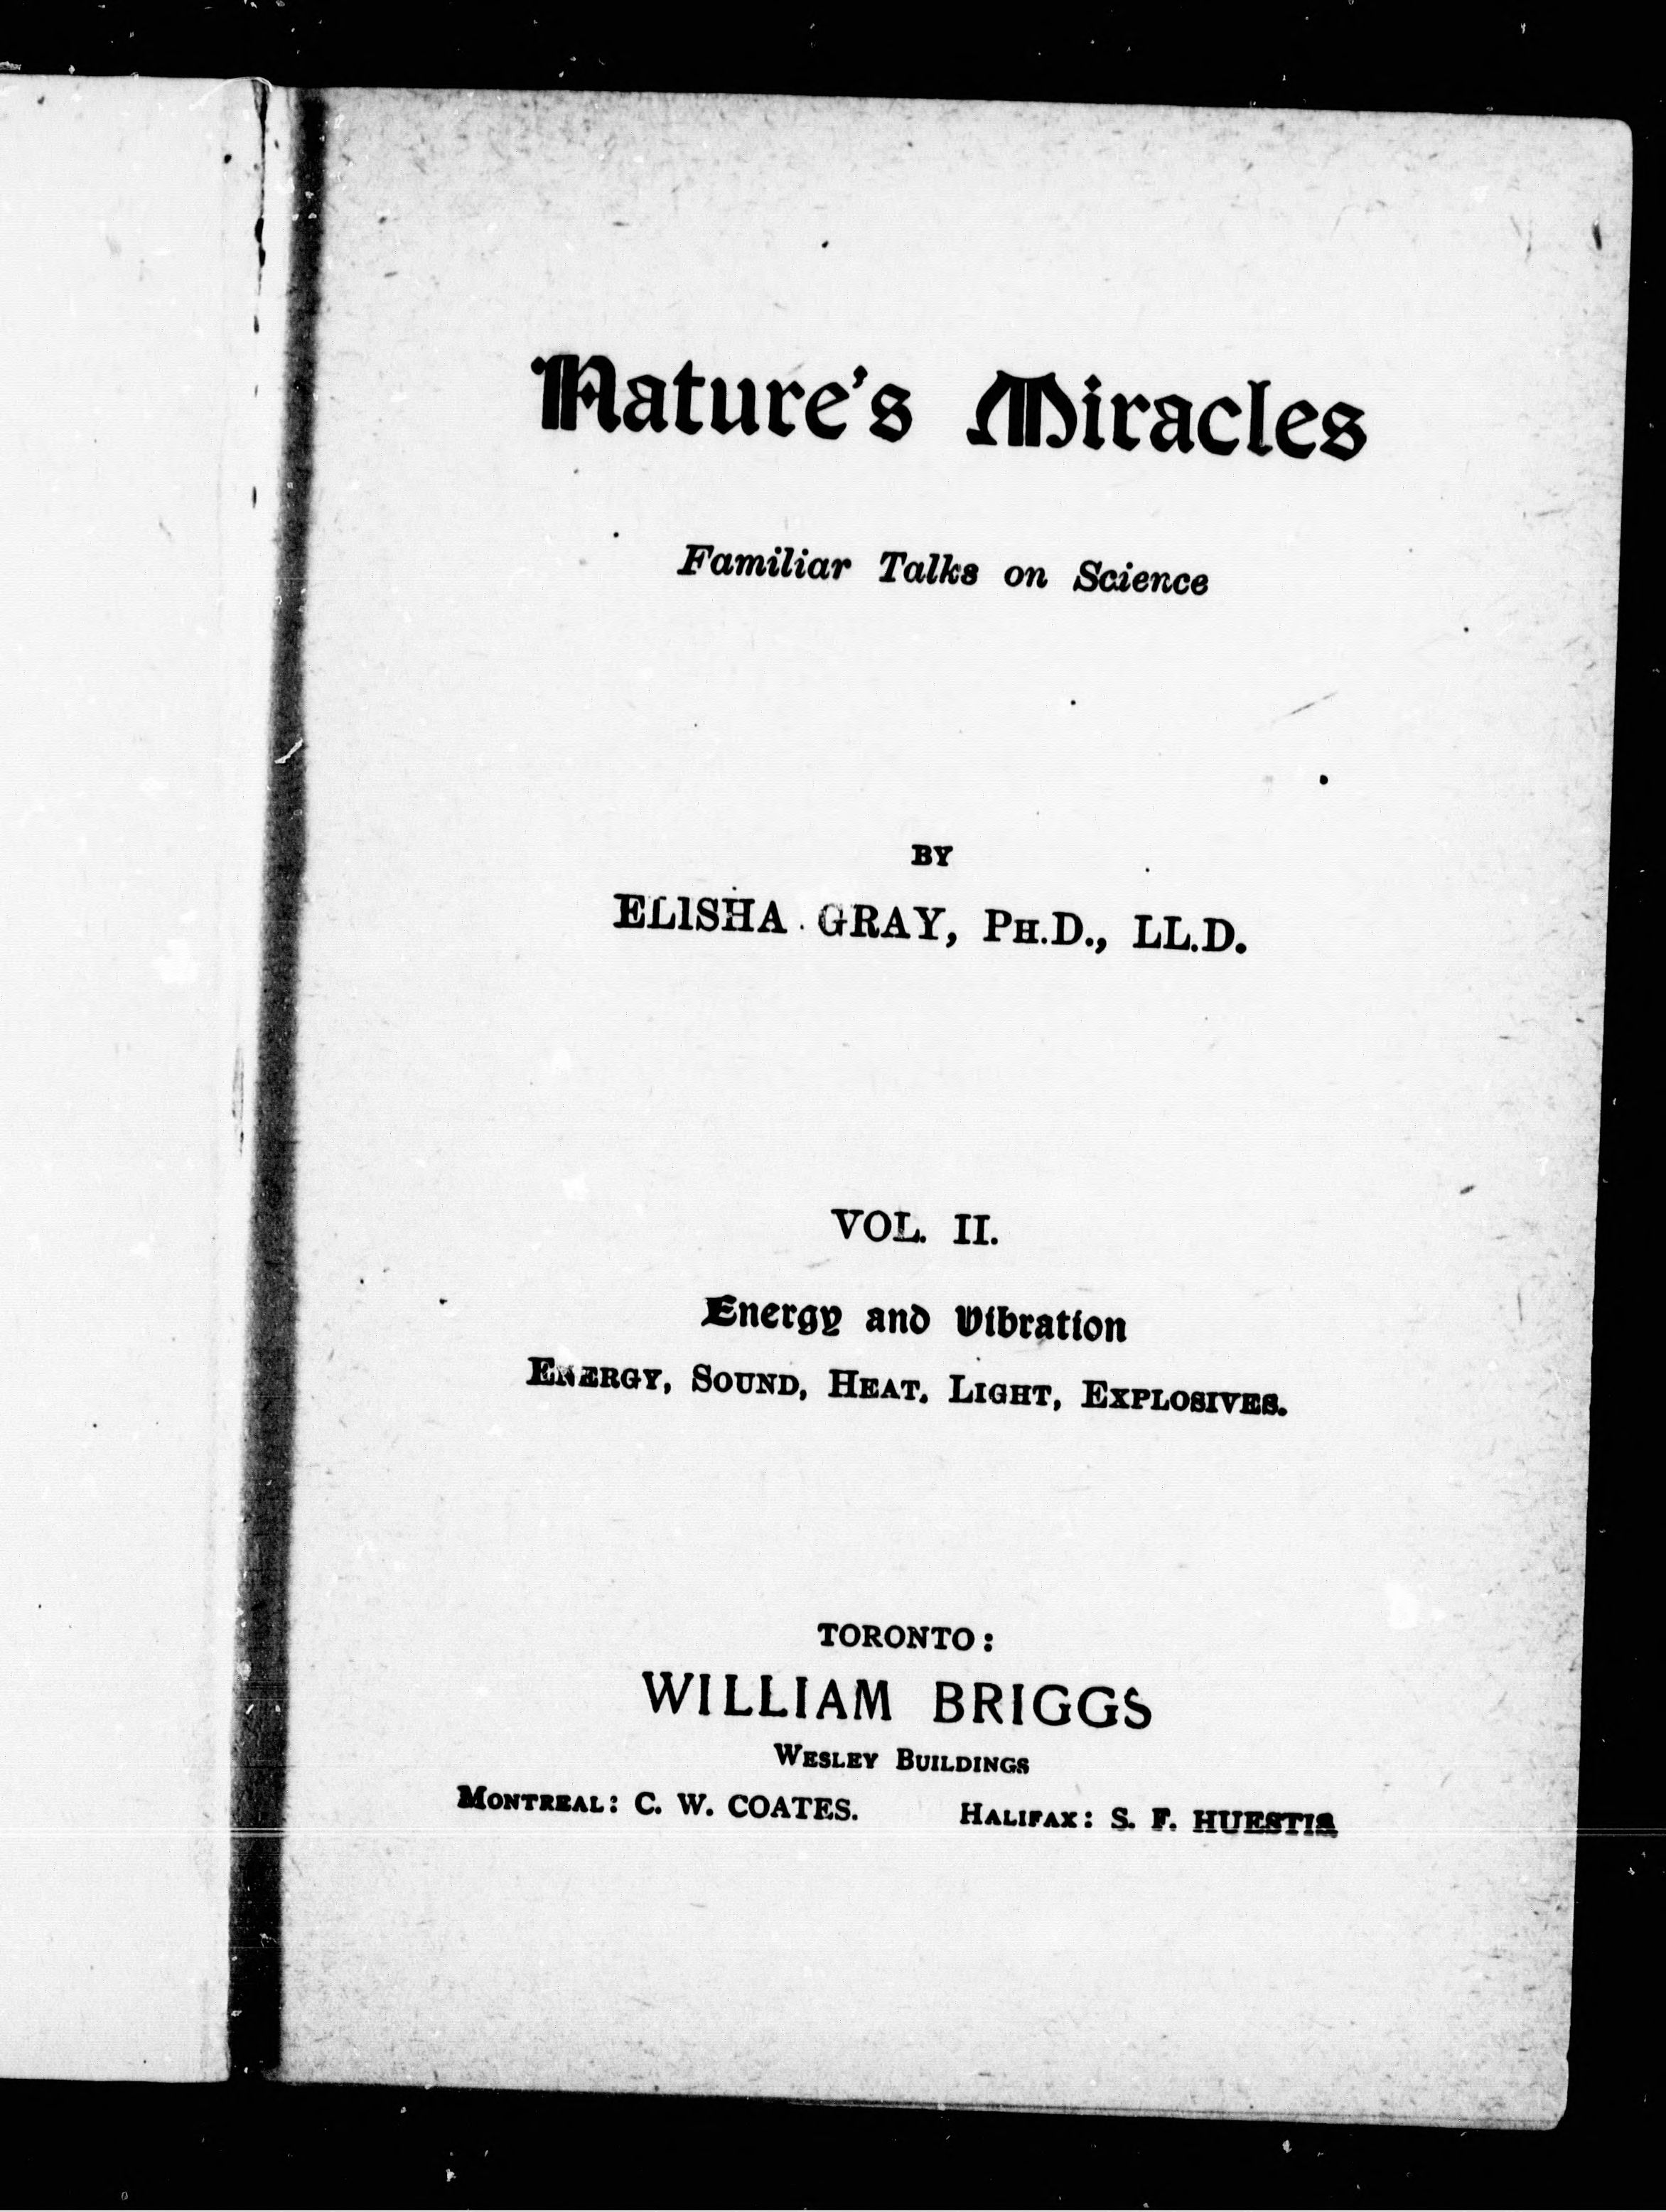 Nature's Miracles
Familiar Talks on Science
BY
ELISHA GRAY, PH.D., LL.D.
VOL. II.
Energy and Vibration
ENERGY, SOUND, HEAT, LIGHT, EXPLOSIVES.
TORONTO:
WILLIAM BRIGGS
WESLEY BUILDINGS
MONTREAL: C. W. COATES. HALIFAX: S. F. HUESTIS